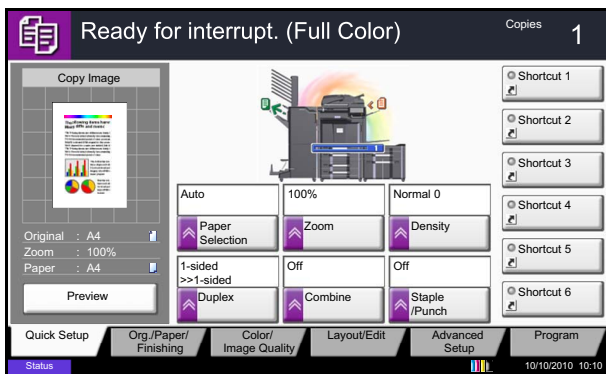 Ready for interrupt. (Full Color)
Copies
1
Copy Image
Original : A4
Zoom : 100%
Paper : A4
Preview
1
Auto
Paper
Selection
100%
Zoom
Normal 0
Density
1-sided
>>1-sided
Duplex
Off
Combine
Off
Staple
/Punch
Shortcut 1
Shortcut 2
Shortcut 3
Shortcut 4
Shortcut 5
Shortcut 6
Quick Setup
Org./Paper/
Finishing
Color/
Image Quality
Layout/Edit
Advanced
Setup
Program
Status
10/10/2010 10:10